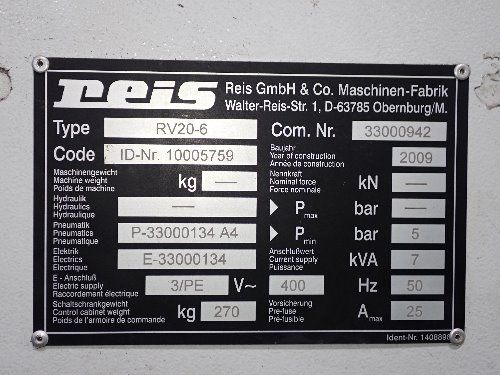 reis
Reis GmbH & Co. Maschinen-Fabrik
Walter-Reis-Str. 1, D-63785 Obernburg/M.
Type RV20-6 Com. Nr. 33000942
Code ID-Nr. 10005759
Baujahr
Year of construction 2009
Année de construction
Maschinengewicht
Machine weight kg —
Poids de machine
Nennkraft
Nominal force kN —
Force nominale
Hydraulik
Hydraulics —
Hydraulique
P max bar —
Pneumatik
Pneumatics P-33000134 A4
Pneumatique
P min bar 5
Elektrik
Electrics E-33000134
Electrique
Anschlußwert
Current supply kVA 7
Puissance
E - Anschluß
Electric supply 3/PE V~ 400 Hz 50
Raccordement électrique
Schaltschrankgewicht
Control cabinet weight kg 270
Poids de l'armoire de commande
Vorsicherung
Pre-fuse A max 25
Pre-fusible